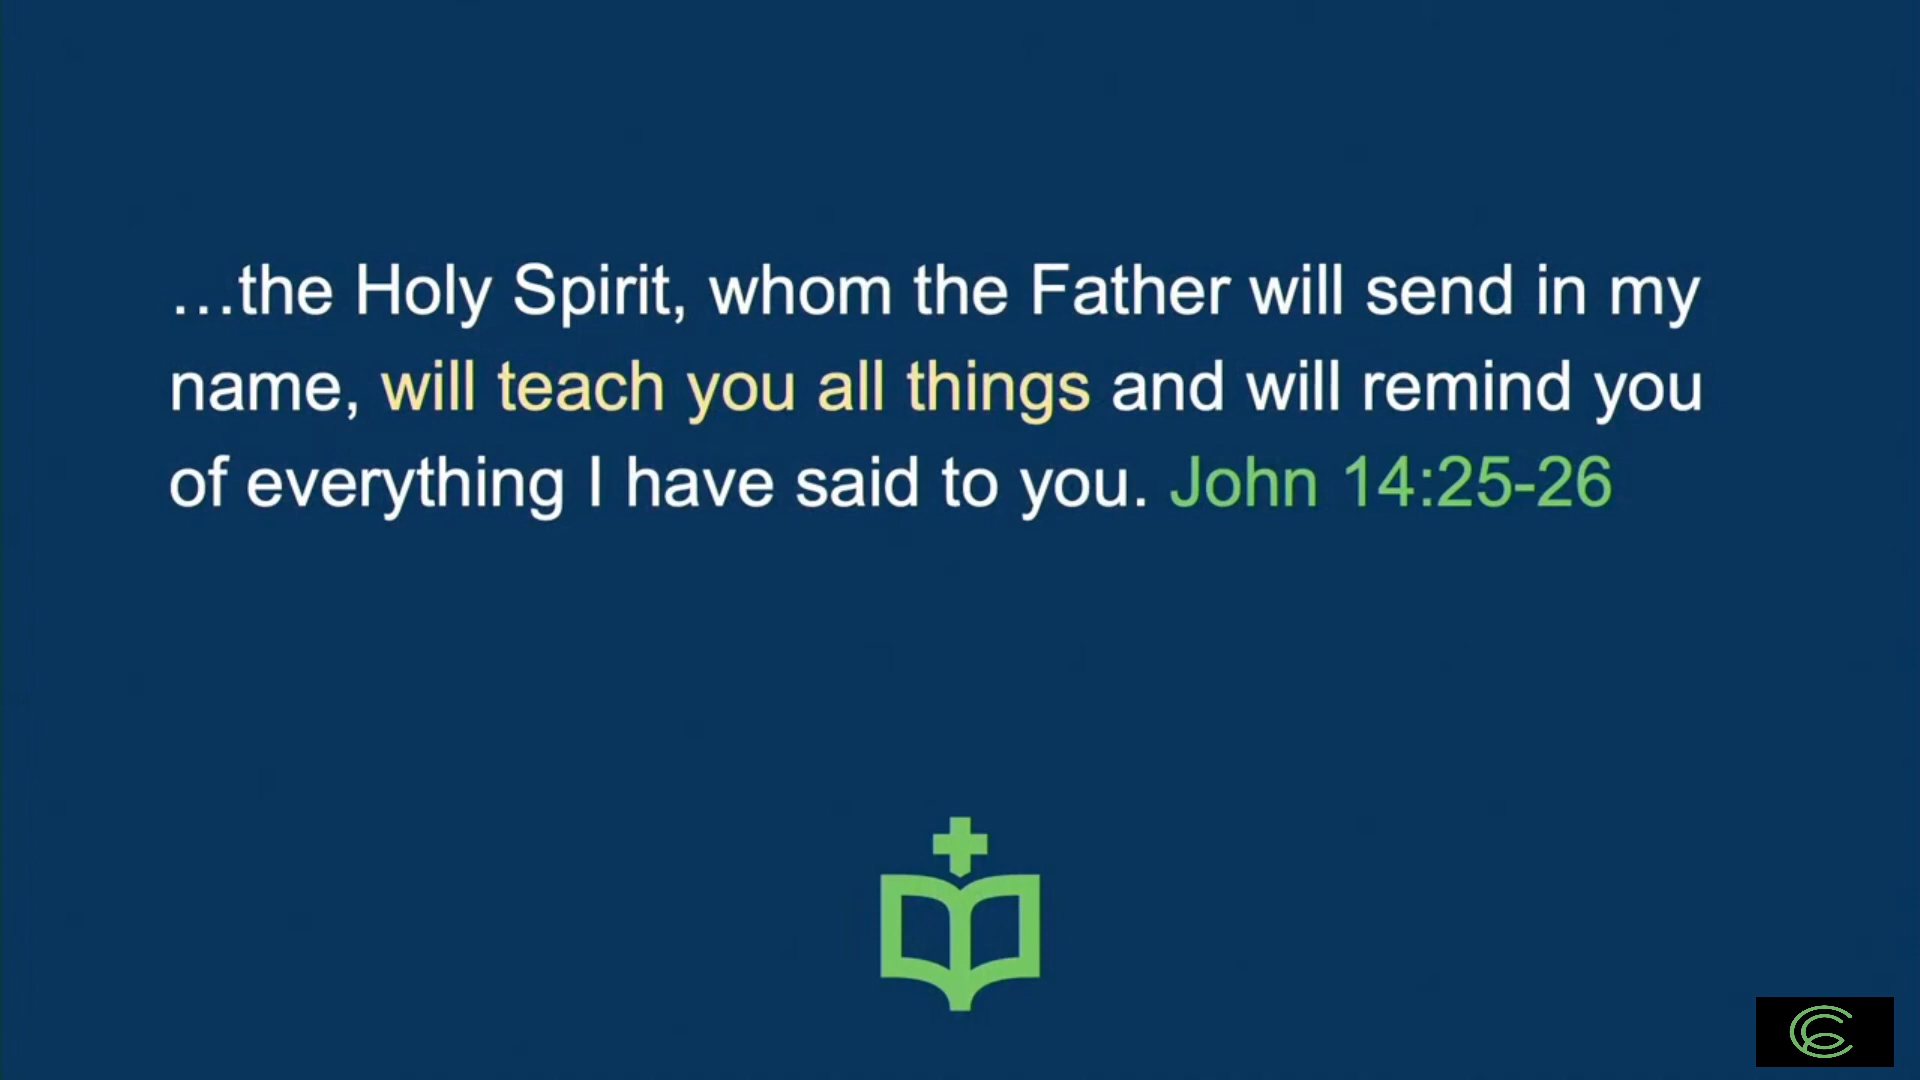 …the Holy Spirit, whom the Father will send in my
name, will teach you all things and will remind you
of everything I have said to you. John 14:25-26